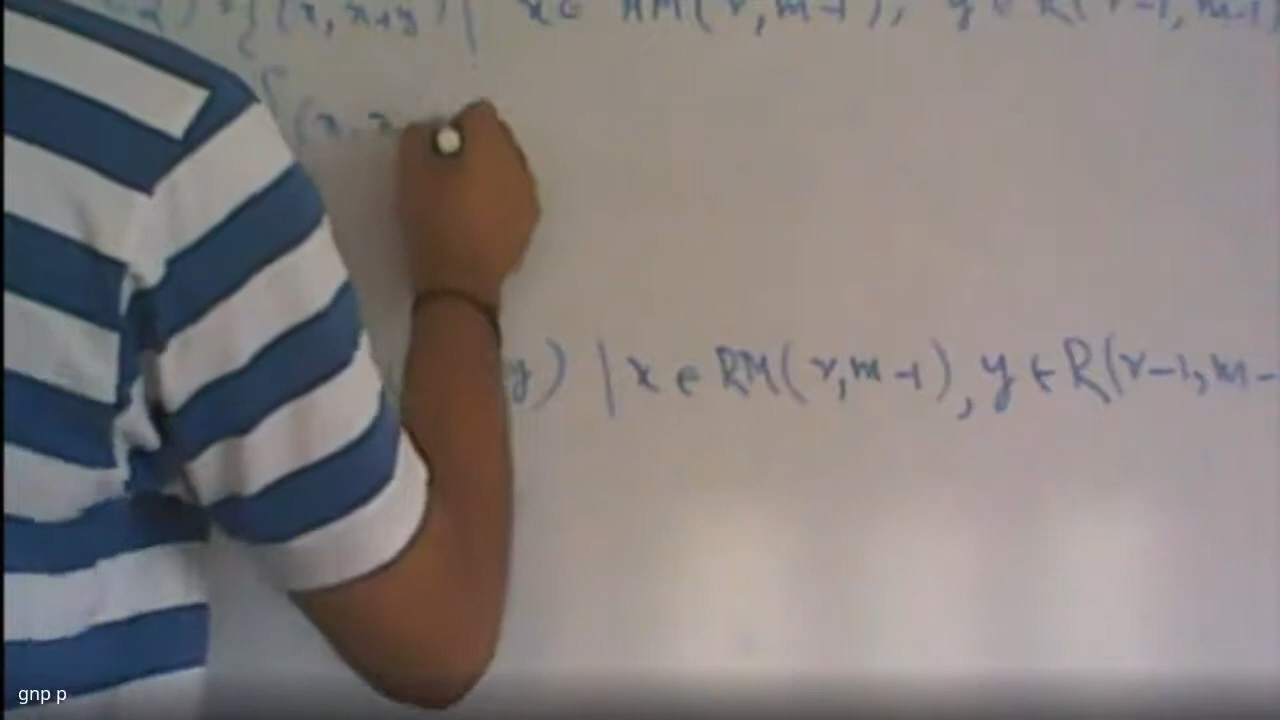 {(x, x+y) | x ∈ RM(r, m-1), y ∈ R(r-1, m-1)
{(x, x
y) | x ∈ RM(r, m-1), y ∈ R(r-1, m-
gnp p